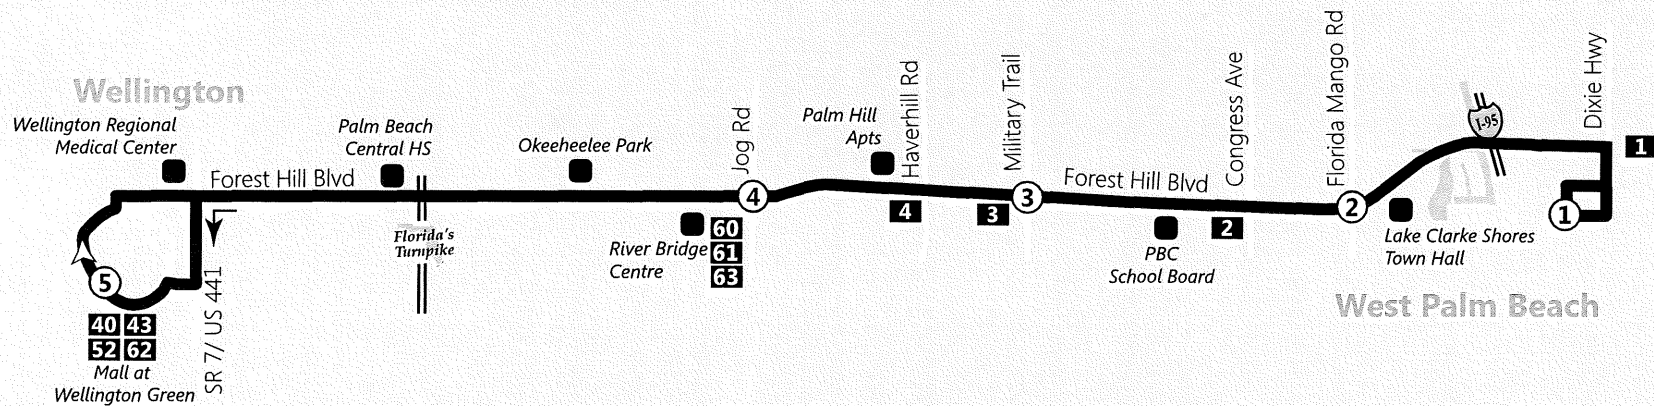 Wellington
Wellington Regional
Medical Center
Forest Hill Blvd
Palm Beach
Central HS
Florida's
Turnpike
Okeeheelee Park
Jog Rd
4
River Bridge
Centre
60
61
63
Palm Hill
Apts
Haverhill Rd
4
Military Trail
3
3
Forest Hill Blvd
PBC
School Board
Congress Ave
2
Florida Mango Rd
2
Lake Clarke Shores
Town Hall
West Palm Beach
I-95
Dixie Hwy
1
1
SR 7/ US 441
5
40 43
52 62
Mall at
Wellington Green